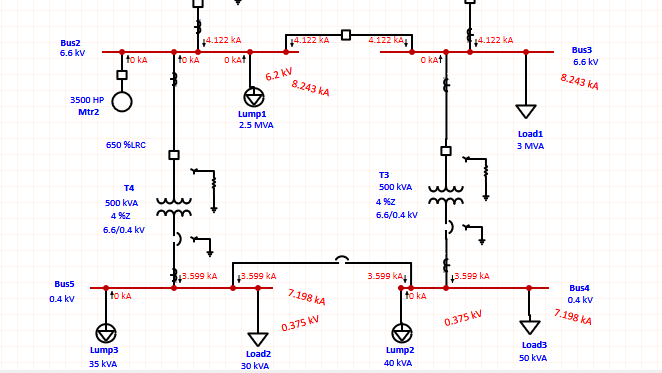 4.122 kA
4.122 kA
4.122 kA
4.122 kA
Bus2
6.6 kV
Bus3
6.6 kV
0 kA
0 kA
0 kA
0 kA
6.2 kV
8.243 kA
8.243 kA
3500 HP
Mtr2
Lump1
2.5 MVA
Load1
3 MVA
650 %LRC
T4
500 kVA
4 %Z
6.6/0.4 kV
T3
500 kVA
4 %Z
6.6/0.4 kV
3.599 kA
3.599 kA
3.599 kA
3.599 kA
Bus5
0.4 kV
Bus4
0.4 kV
0 kA
7.198 kA
0.375 kV
0 kA
0.375 kV
7.198 kA
Lump3
35 kVA
Load2
30 kVA
Lump2
40 kVA
Load3
50 kVA